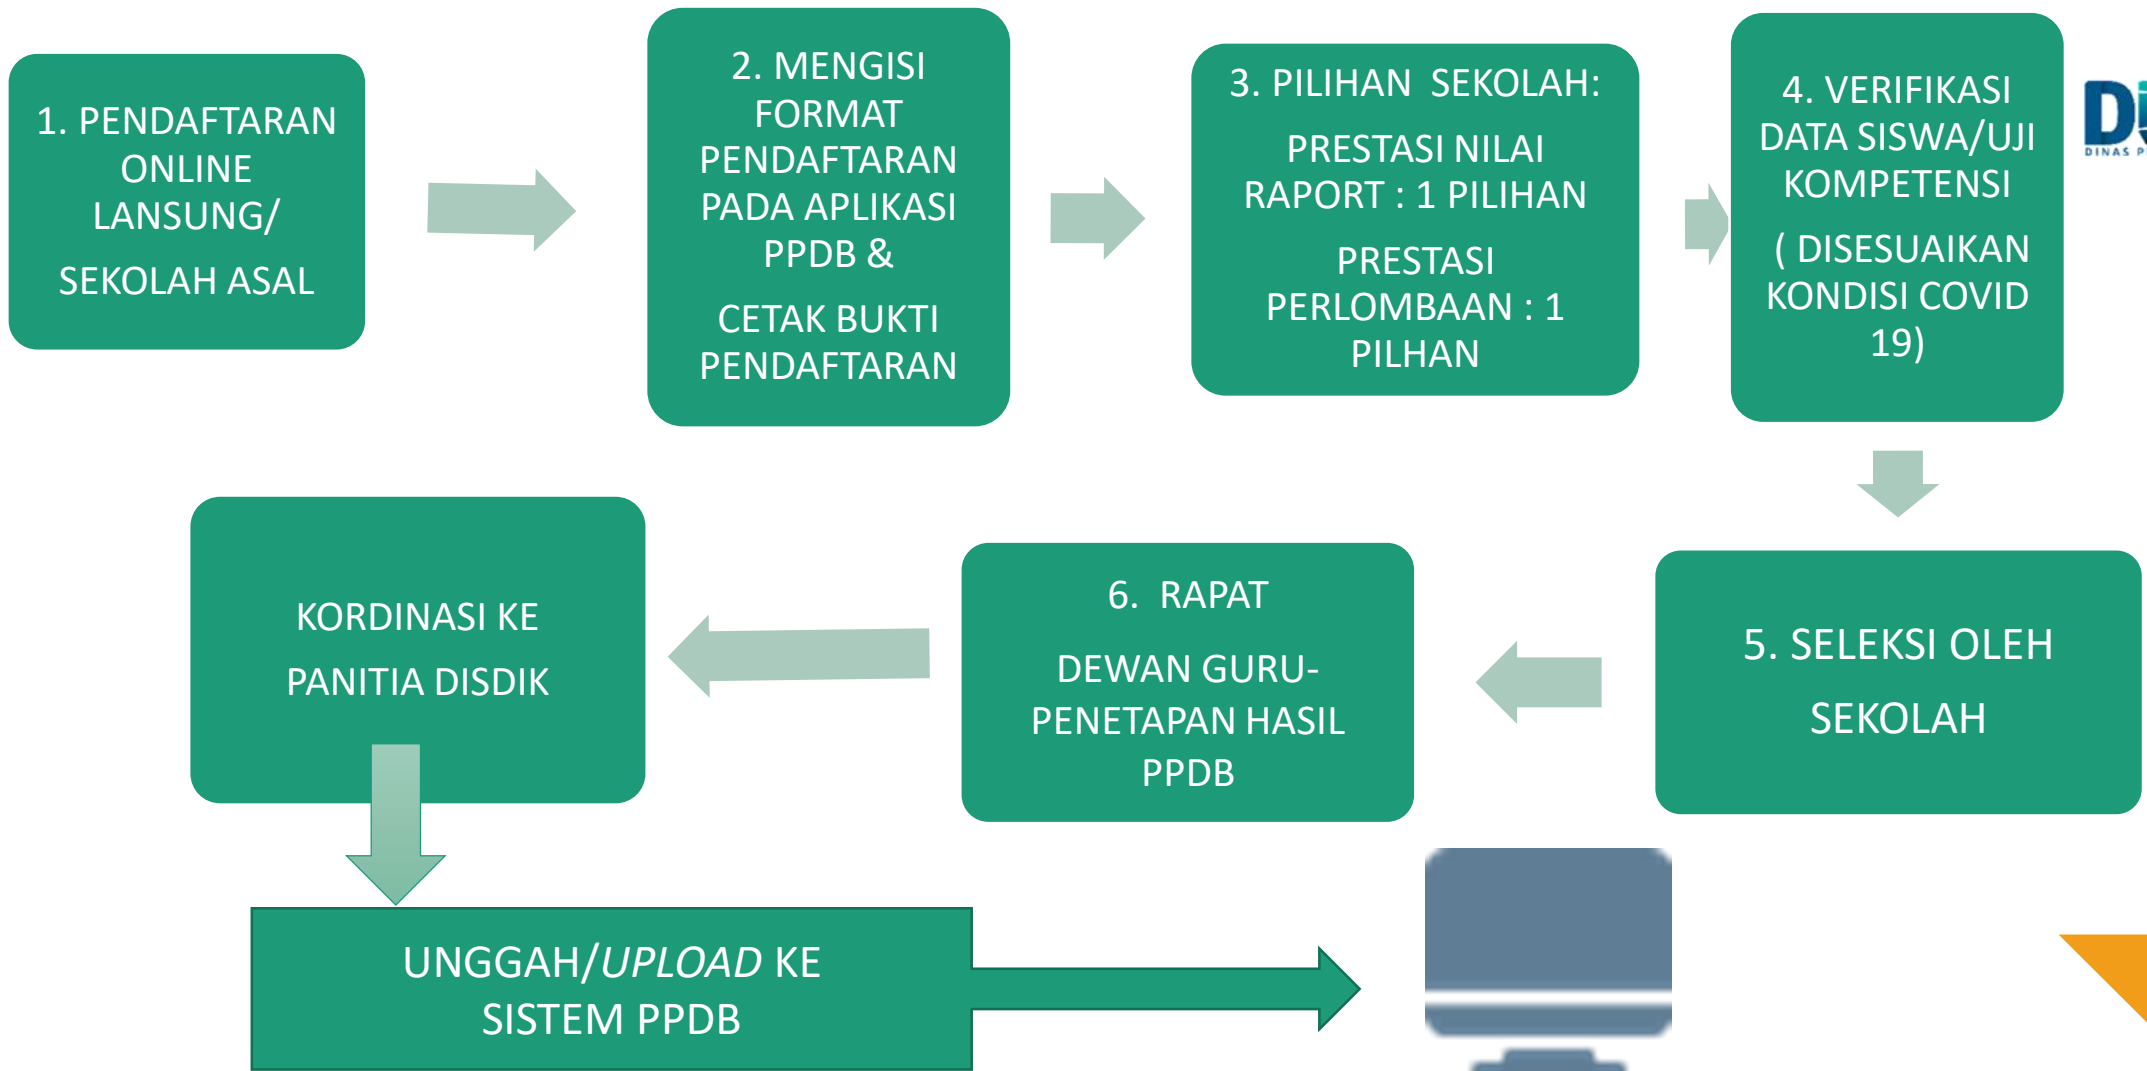 1. PENDAFTARAN
ONLINE
LANSUNG/
SEKOLAH ASAL
2. MENGISI
FORMAT
PENDAFTARAN
PADA APLIKASI
PPDB &
CETAK BUKTI
PENDAFTARAN
3. PILIHAN SEKOLAH:
PRESTASI NILAI
RAPORT : 1 PILIHAN
PRESTASI
PERLOMBAAN : 1
PILHAN
4. VERIFIKASI
DATA SISWA/UJI
KOMPETENSI
( DISESUAIKAN
KONDISI COVID
19)
DINAS
5. SELEKSI OLEH
SEKOLAH
6. RAPAT
DEWAN GURU-
PENETAPAN HASIL
PPDB
KORDINASI KE
PANITIA DISDIK
UNGGAH/UPLOAD KE
SISTEM PPDB